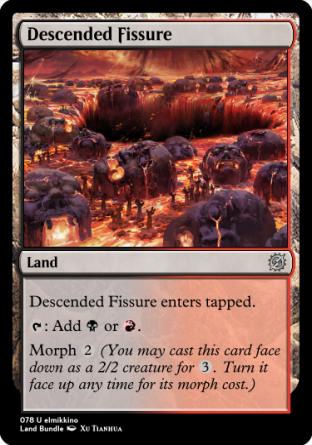 Descended Fissure
Land
Descended Fissure enters tapped.
: Add or .
Morph 2 (You may cast this card face
down as a 2/2 creature for 3. Turn it
face up any time for its morph cost.)
078 U elmikkino
Land Bundle Xu Tianhua